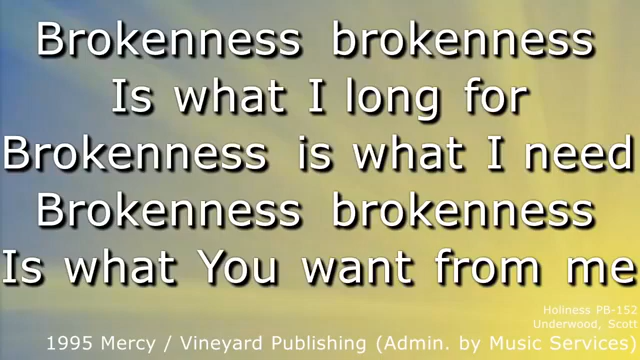 Brokenness brokenness
Is what I long for
Brokenness is what I need
Brokenness brokenness
Is what You want from me
Holiness PB-152
Underwood, Scott
1995 Mercy / Vineyard Publishing (Admin. by Music Services)